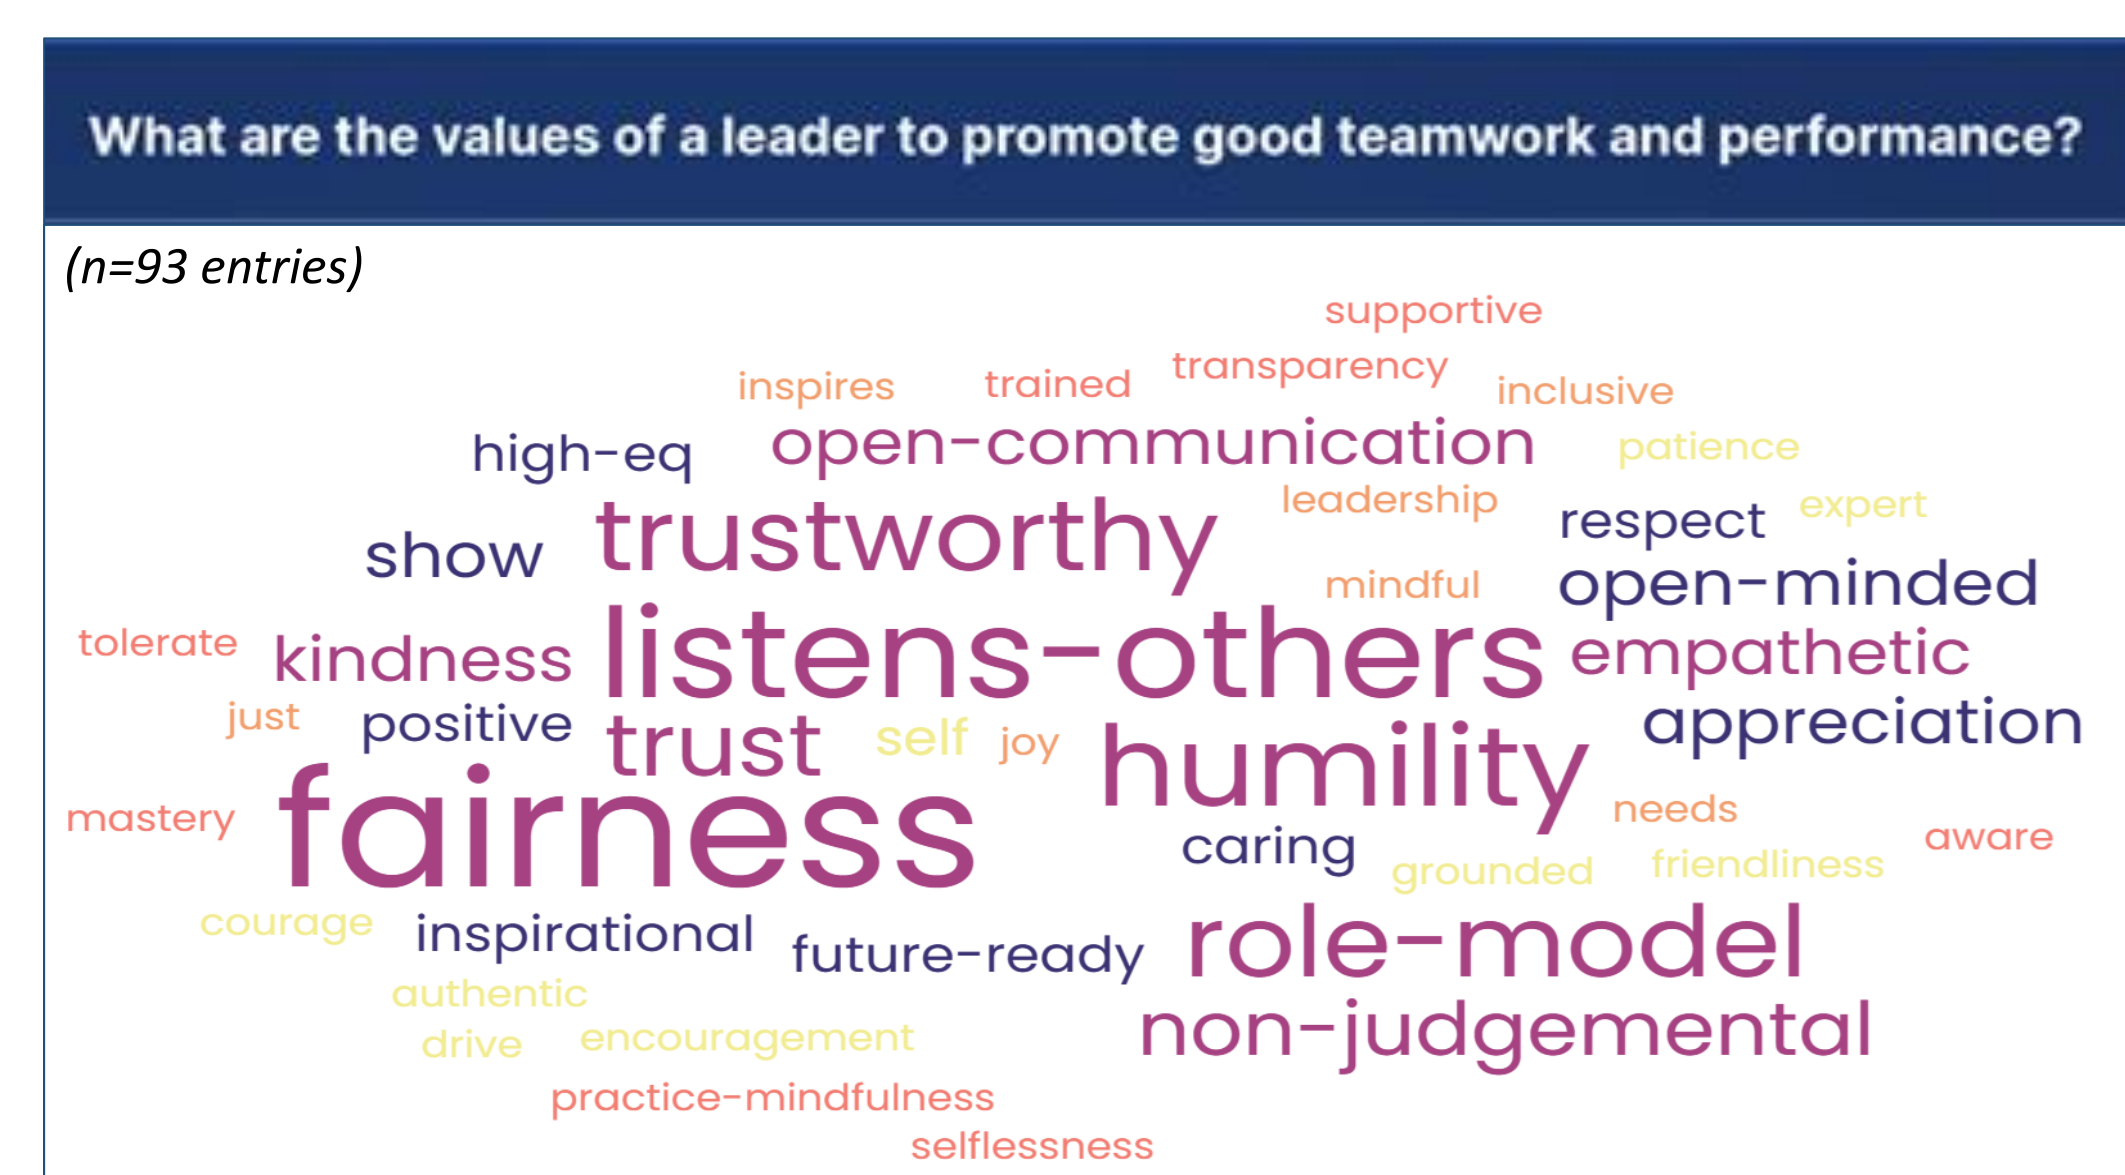 What are the values of a leader to promote good teamwork and performance?
(n=93 entries)
supportive
inspires trained transparency inclusive
high-eq open-communication patience
leadership
show trustworthy respect expert
mindful open-minded
tolerate kindness listens-others empathetic
just positive trust self joy humility appreciation
mastery fairness needs aware
caring grounded friendliness
courage inspirational future-ready role-model
authentic
drive encouragement non-judgemental
practice-mindfulness
selflessness